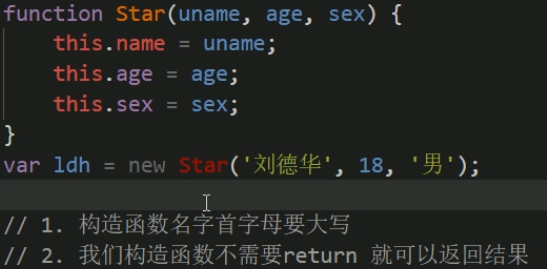 function Star(uname, age, sex) {
    this.name = uname;
    this.age = age;
    this.sex = sex;
}
var ldh = new Star('刘德华', 18, '男');
// 1. 构造函数名字首字母要大写
// 2. 我们构造函数不需要return 就可以返回结果